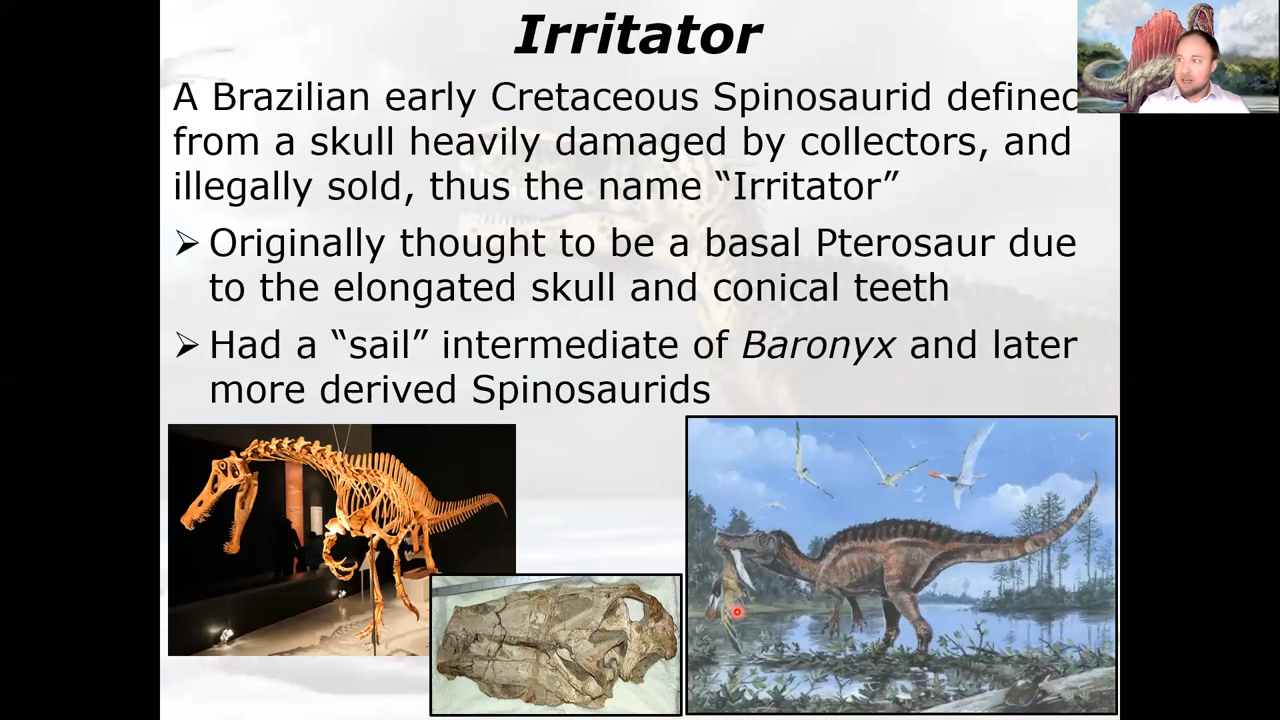 Irritator
A Brazilian early Cretaceous Spinosaurid defined
from a skull heavily damaged by collectors, and
illegally sold, thus the name “Irritator”
➢ Originally thought to be a basal Pterosaur due
to the elongated skull and conical teeth
➢ Had a “sail” intermediate of Baronyx and later
more derived Spinosaurids